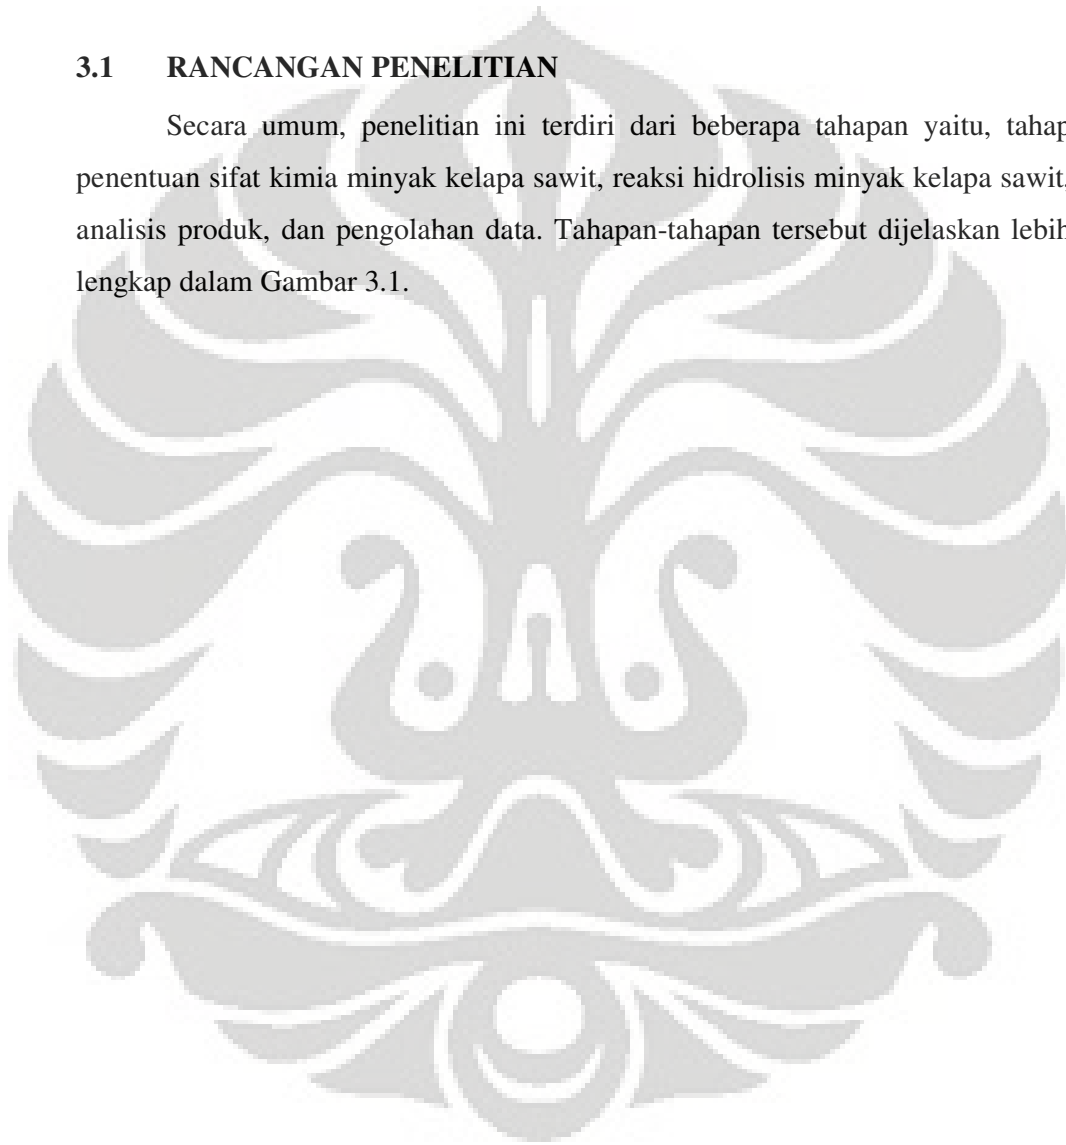 3.1 RANCANGAN PENELITIAN
Secara umum, penelitian ini terdiri dari beberapa tahapan yaitu, tahap
penentuan sifat kimia minyak kelapa sawit, reaksi hidrolisis minyak kelapa sawit,
analisis produk, dan pengolahan data. Tahapan-tahapan tersebut dijelaskan lebih
lengkap dalam Gambar 3.1.